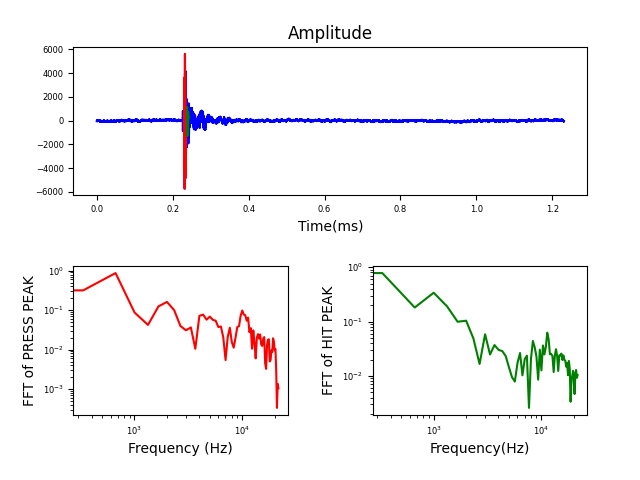 Amplitude
6000
4000
2000
0
−2000
−4000
−6000
0.0 0.2 0.4 0.6 0.8 1.0 1.2
Time(ms)
FFT of PRESS PEAK
10⁰
10⁻¹
10⁻²
10⁻³
10³ 10⁴
Frequency (Hz)
FFT of HIT PEAK
10⁰
10⁻¹
10⁻²
10³ 10⁴
Frequency(Hz)